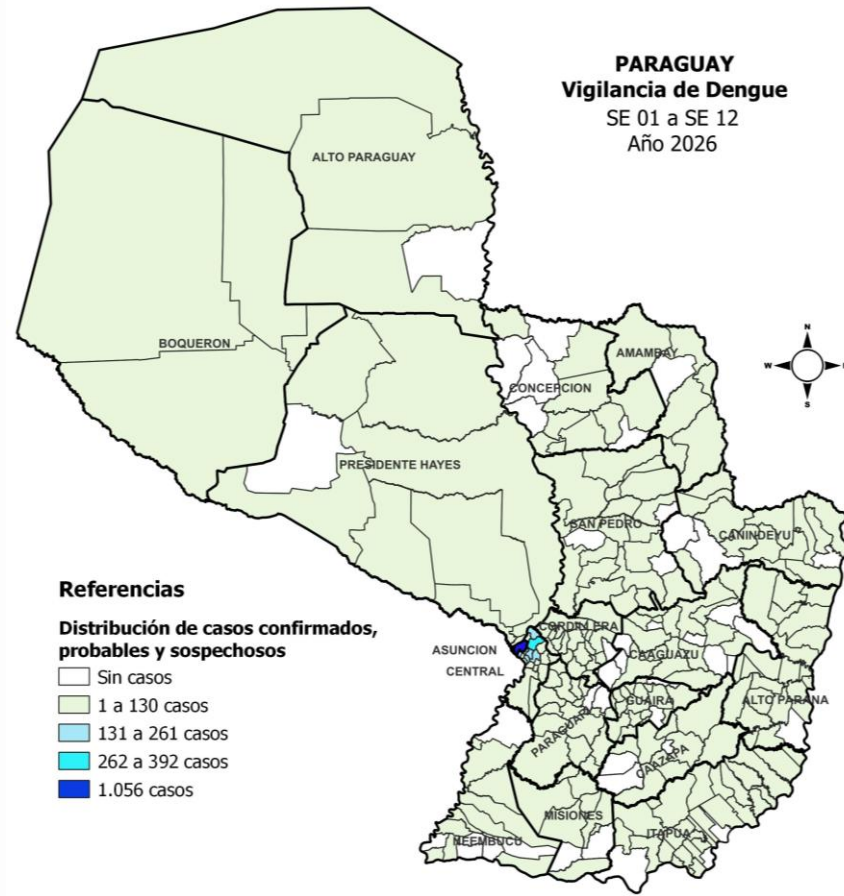 PARAGUAY
Vigilancia de Dengue
SE 01 a SE 12
Año 2026
ALTO PARAGUAY
BOQUERON
CONCEPCION
AMAMBAY
N
W
E
S
PRESIDENTE HAYES
SAN PEDRO
CANINDEYU
Referencias
Distribución de casos confirmados,
probables y sospechosos
Sin casos
1 a 130 casos
131 a 261 casos
262 a 392 casos
1.056 casos
ASUNCION
CENTRAL
CORDILLERA
CAAGUAZU
GUAIRA
ALTO PARANA
PARAGUARI
CAAZAPA
MISIONES
ITAPUA
ÑEEMBUCU